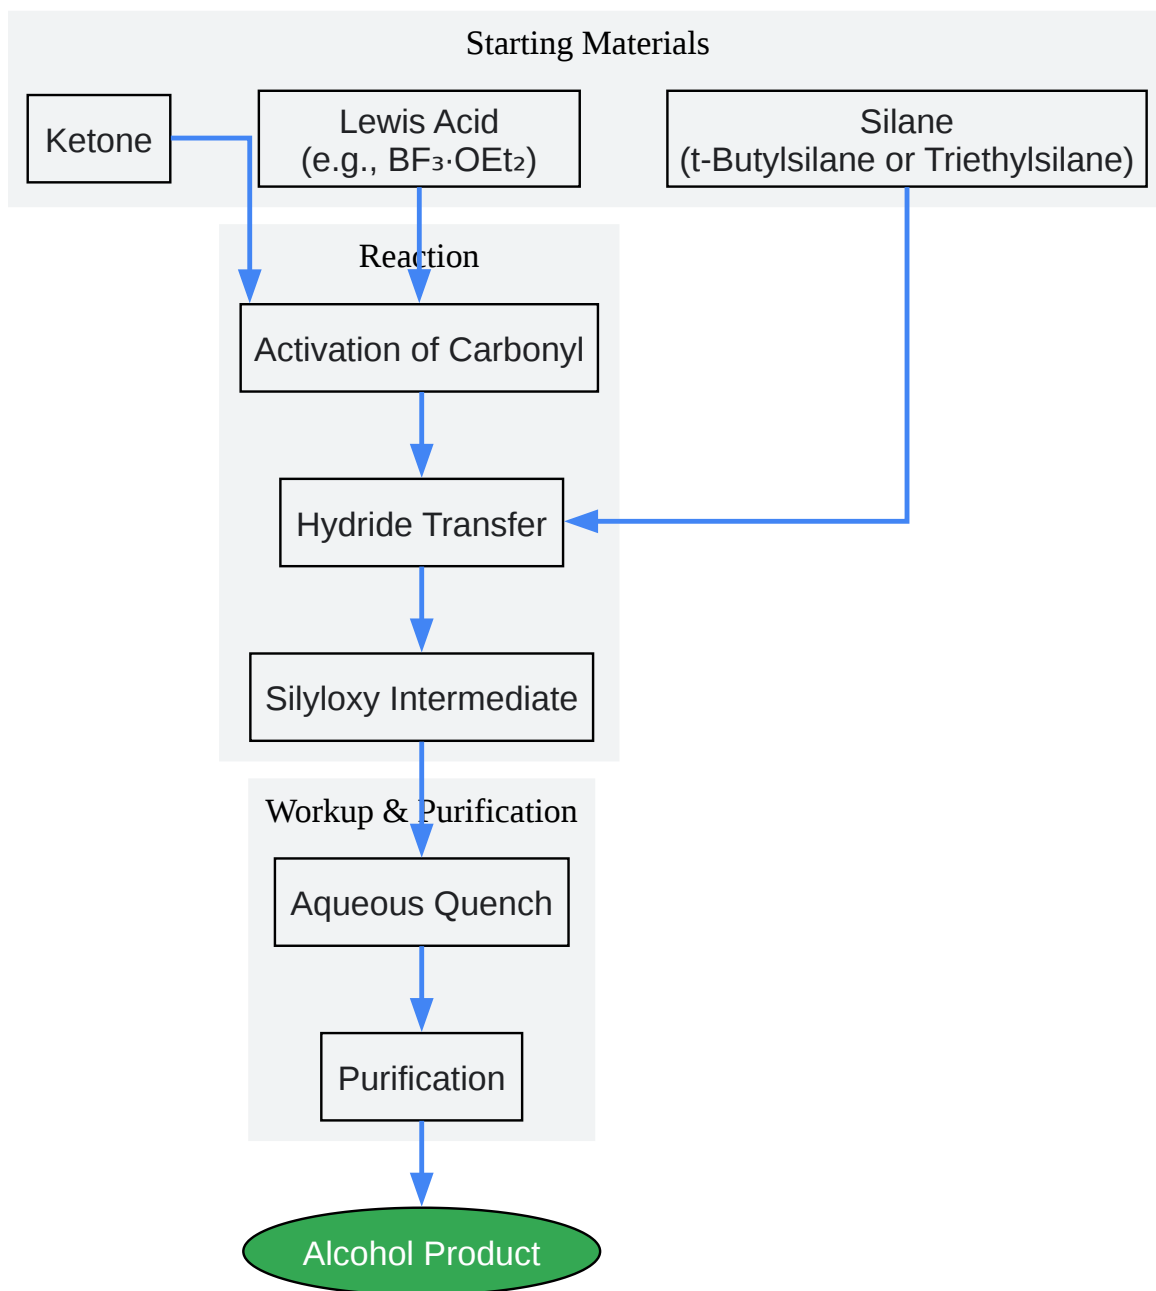 Starting Materials
Ketone
Lewis Acid
(e.g., BF₃·OEt₂)
Silane
(t-Butylsilane or Triethylsilane)
Reaction
Activation of Carbonyl
Hydride Transfer
Silyloxy Intermediate
Workup & Purification
Aqueous Quench
Purification
Alcohol Product